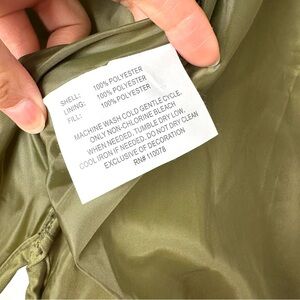 SHELL: 100% POLYESTER
LINING: 100% POLYESTER
FILL: 100% POLYESTER
MACHINE WASH COLD GENTLE CYCLE,
ONLY NON-CHLORINE BLEACH
WHEN NEEDED. TUMBLE DRY LOW,
COOL IRON IF NEEDED. DO NOT DRY CLEAN
EXCLUSIVE OF DECORATION
RN# 110078